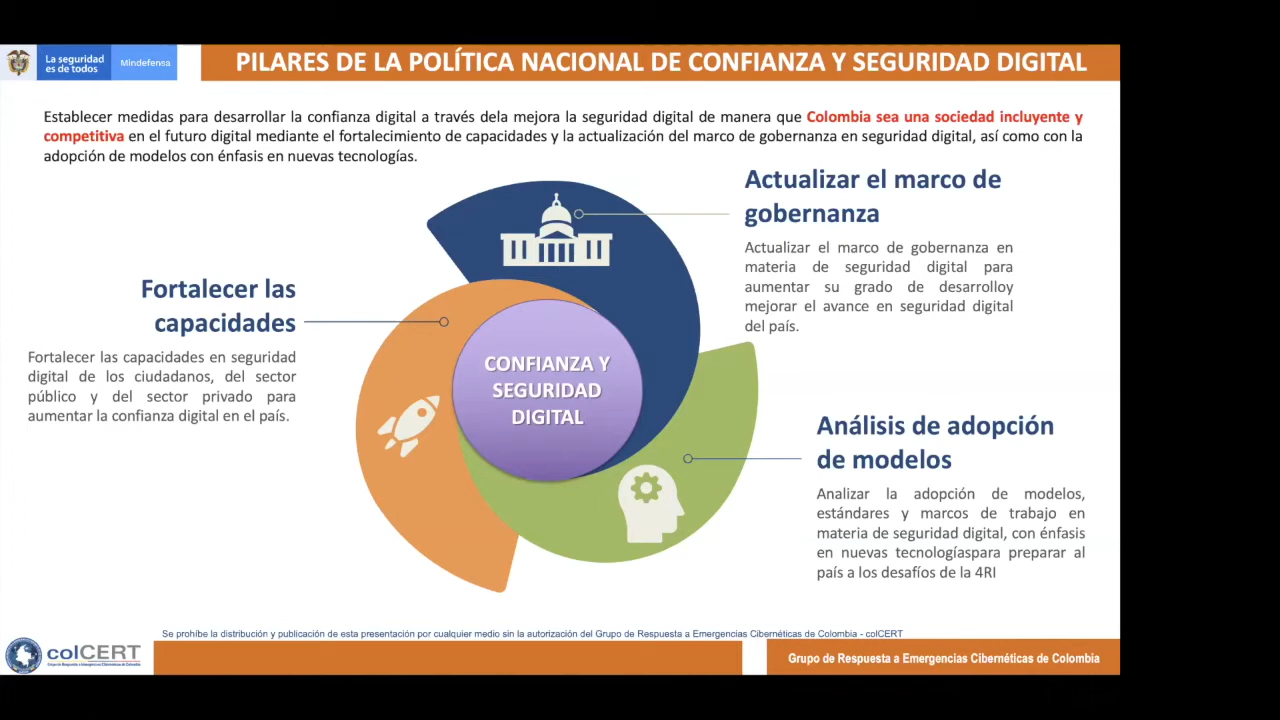 La seguridad
es de todos
Mindefensa
PILARES DE LA POLÍTICA NACIONAL DE CONFIANZA Y SEGURIDAD DIGITAL
Establecer medidas para desarrollar la confianza digital a través dela mejora la seguridad digital de manera que Colombia sea una sociedad incluyente y
competitiva en el futuro digital mediante el fortalecimiento de capacidades y la actualización del marco de gobernanza en seguridad digital, así como con la
adopción de modelos con énfasis en nuevas tecnologías.
Actualizar el marco de
gobernanza
Actualizar el marco de gobernanza en
materia de seguridad digital para
aumentar su grado de desarrolloy
mejorar el avance en seguridad digital
del país.
Fortalecer las
capacidades
Fortalecer las capacidades en seguridad
digital de los ciudadanos, del sector
público y del sector privado para
aumentar la confianza digital en el país.
CONFIANZA Y
SEGURIDAD
DIGITAL
Análisis de adopción
de modelos
Analizar la adopción de modelos,
estándares y marcos de trabajo en
materia de seguridad digital, con énfasis
en nuevas tecnologíaspara preparar al
país a los desafíos de la 4RI
Se prohíbe la distribución y publicación de esta presentación por cualquier medio sin la autorización del Grupo de Respuesta a Emergencias Cibernéticas de Colombia - colCERT
colCERT
Grupo de Respuesta a Emergencias Cibernéticas de Colombia
Grupo de Respuesta a Emergencias Cibernéticas de Colombia